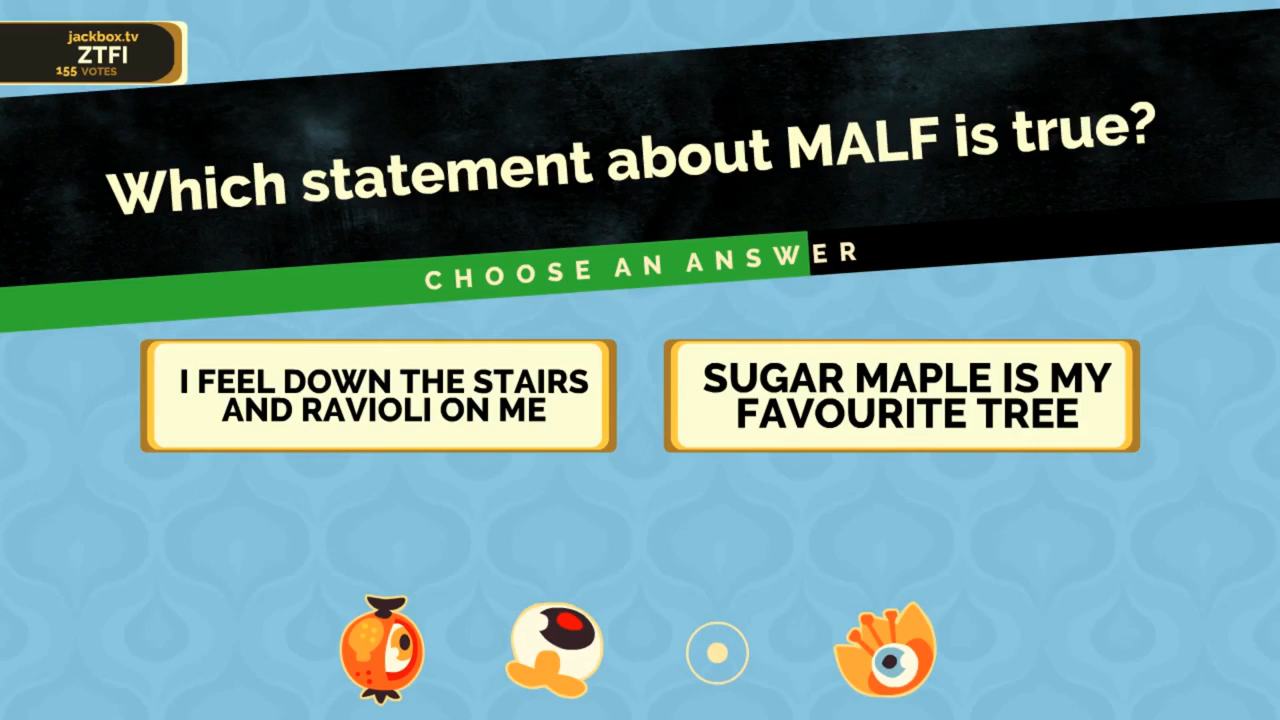 jackbox.tv
ZTFI
155 VOTES
Which statement about MALF is true?
CHOOSE AN ANSWER
I FEEL DOWN THE STAIRS
AND RAVIOLI ON ME
SUGAR MAPLE IS MY
FAVOURITE TREE